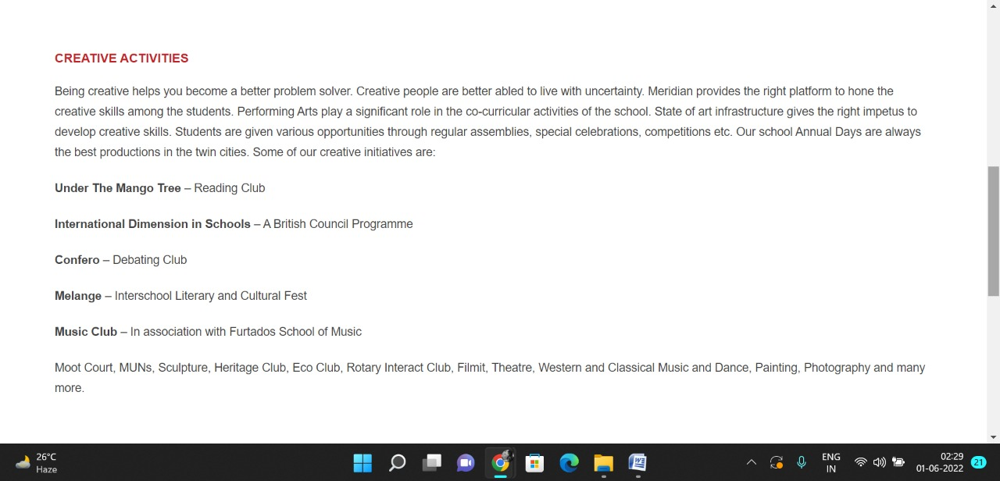 CREATIVE ACTIVITIES
Being creative helps you become a better problem solver. Creative people are better abled to live with uncertainty. Meridian provides the right platform to hone the
creative skills among the students. Performing Arts play a significant role in the co-curricular activities of the school. State of art infrastructure gives the right impetus to
develop creative skills. Students are given various opportunities through regular assemblies, special celebrations, competitions etc. Our school Annual Days are always
the best productions in the twin cities. Some of our creative initiatives are:
Under The Mango Tree – Reading Club
International Dimension in Schools – A British Council Programme
Confero – Debating Club
Melange – Interschool Literary and Cultural Fest
Music Club – In association with Furtados School of Music
Moot Court, MUNs, Sculpture, Heritage Club, Eco Club, Rotary Interact Club, Filmit, Theatre, Western and Classical Music and Dance, Painting, Photography and many
more.
26°C
Haze
ENG
IN
02:29
01-06-2022
21